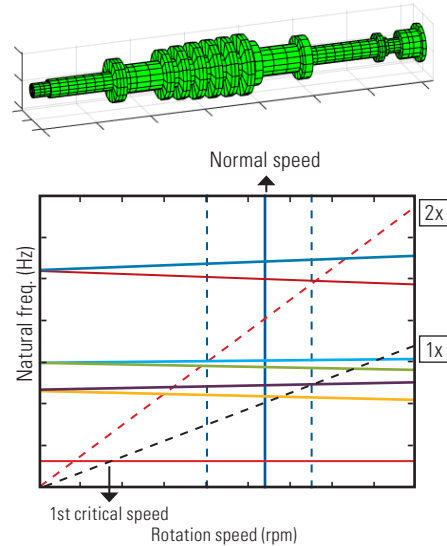 Normal speed
2x
Natural freq. (Hz)
1x
1st critical speed
Rotation speed (rpm)